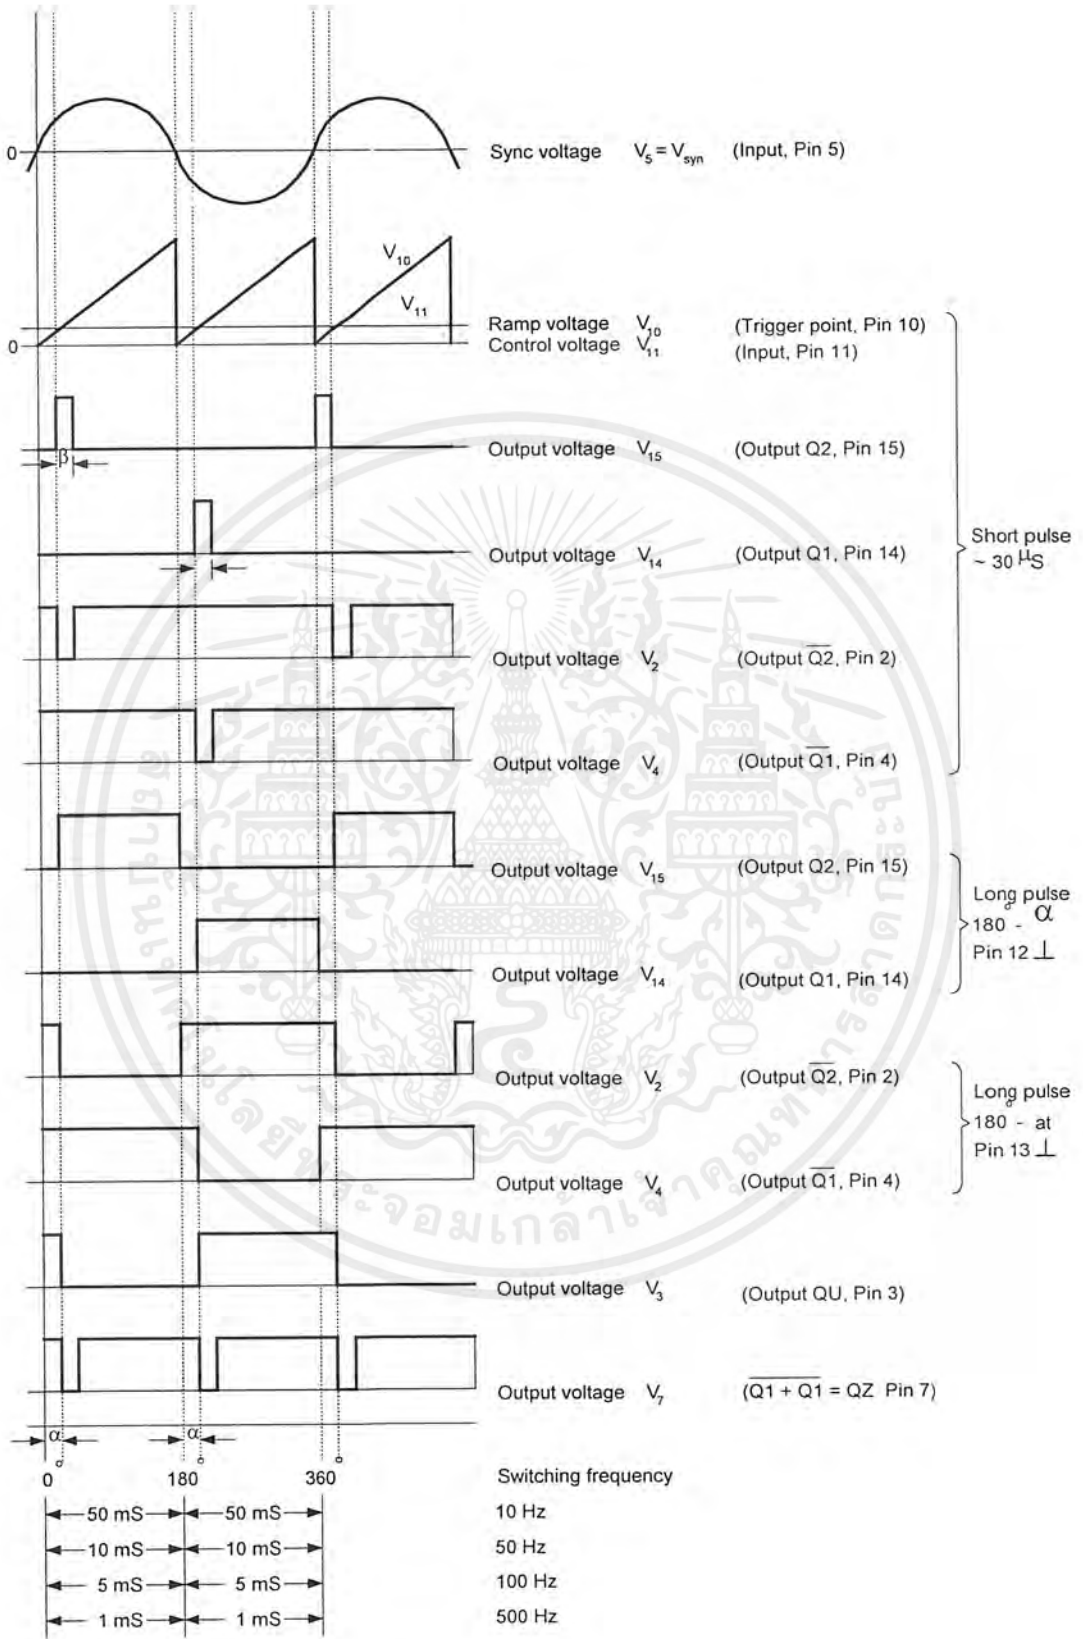 0 Sync voltage V5 = Vsyn (Input, Pin 5)
V10
V11
Ramp voltage V10 (Trigger point, Pin 10)
0 Control voltage V11 (Input, Pin 11)
Output voltage V15 (Output Q2, Pin 15)
β
Output voltage V14 (Output Q1, Pin 14)
Short pulse
~ 30 μS
Output voltage V2 (Output Q̅2̅, Pin 2)
Output voltage V4 (Output Q̅1̅, Pin 4)
Output voltage V15 (Output Q2, Pin 15)
Long pulse
180° - α
Pin 12 ⊥
Output voltage V14 (Output Q1, Pin 14)
Output voltage V2 (Output Q̅2̅, Pin 2)
Long pulse
180° - at
Pin 13 ⊥
Output voltage V4 (Output Q̅1̅, Pin 4)
Output voltage V3 (Output QU, Pin 3)
Output voltage V7 (Q̅1̅ ̅+̅ ̅Q̅1̅ = QZ Pin 7)
α α
0° 180° 360° Switching frequency
50 mS 50 mS 10 Hz
10 mS 10 mS 50 Hz
5 mS 5 mS 100 Hz
1 mS 1 mS 500 Hz